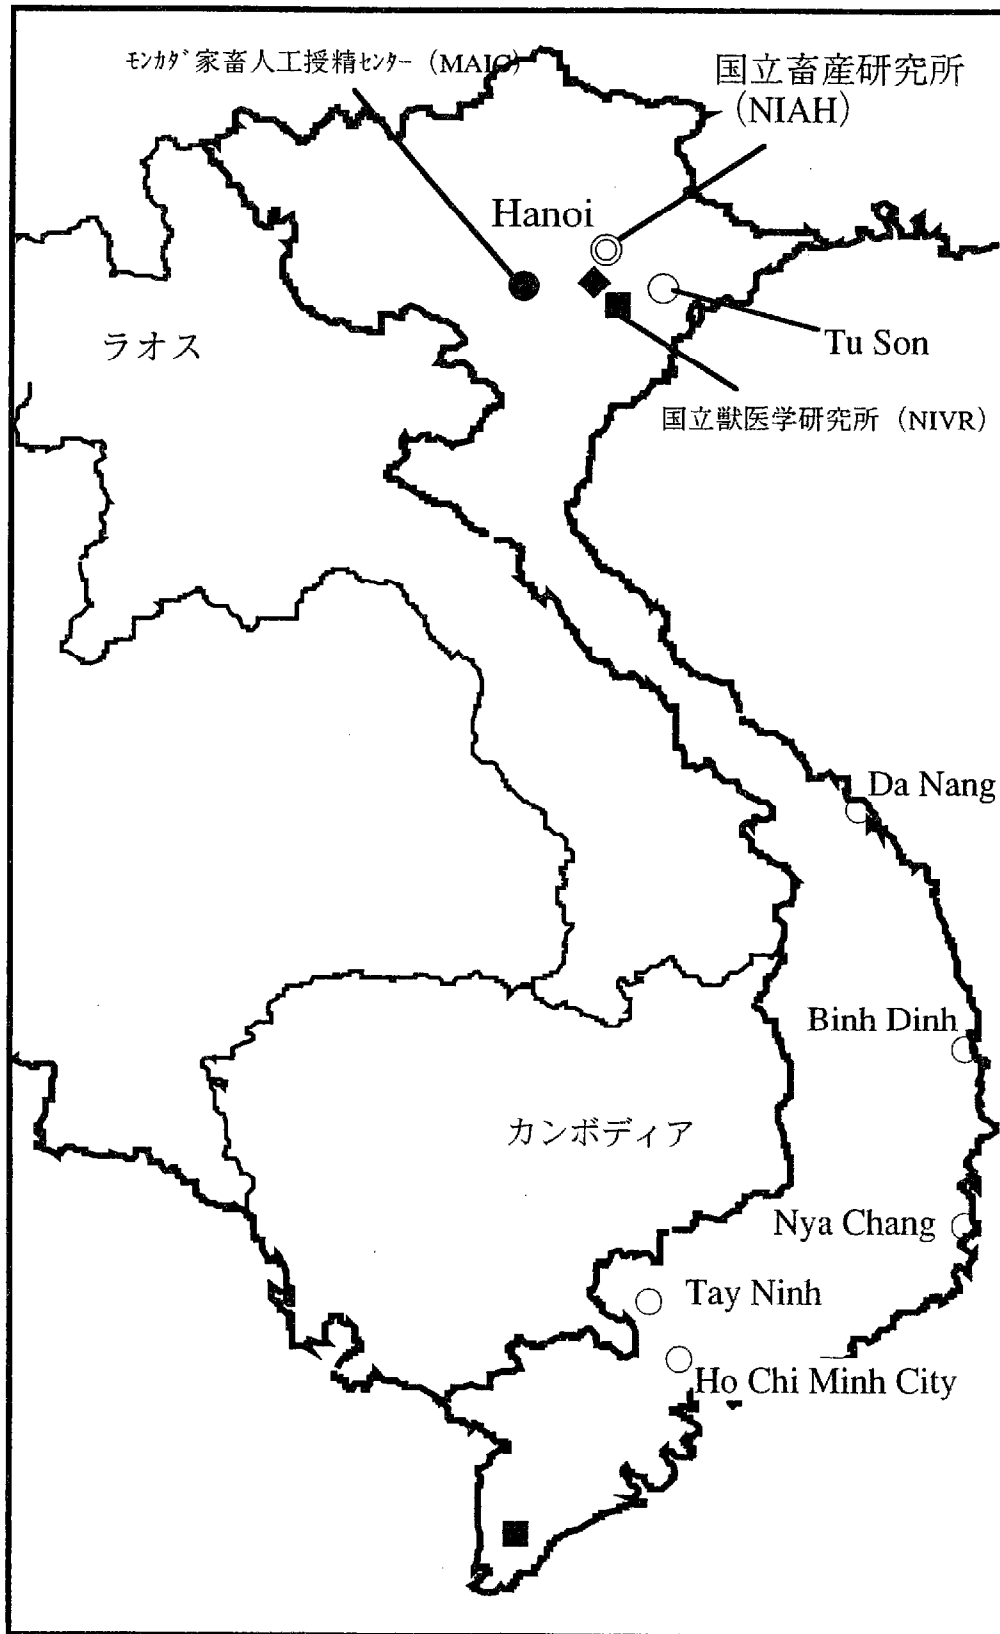 モンカダ家畜人工授精センター（MAIC）
国立畜産研究所
（NIAH）
Hanoi
ラオス
Tu Son
国立獣医学研究所（NIVR）
Da Nang
Binh Dinh
カンボディア
Nya Chang
Tay Ninh
Ho Chi Minh City